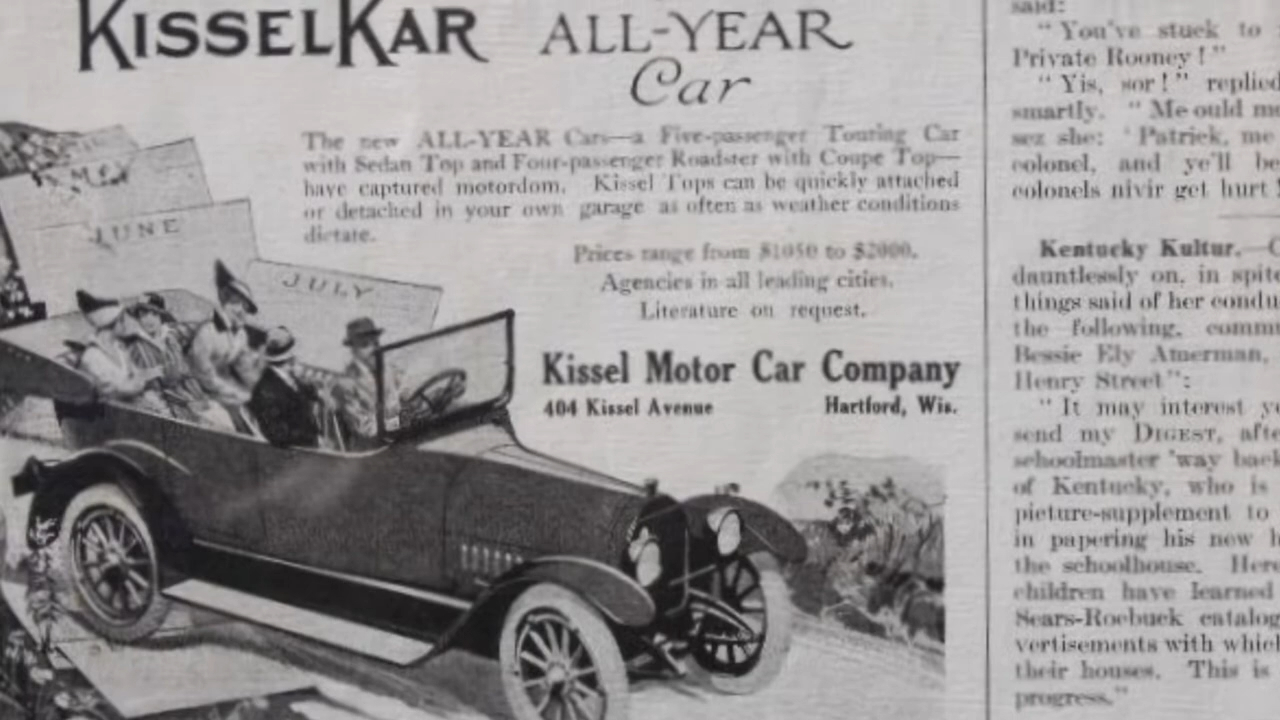 KISSELKAR ALL-YEAR
Car
The new ALL-YEAR Cars—a Five-passenger Touring Car
with Sedan Top and Four-passenger Roadster with Coupe Top—
have captured motordom. Kissel Tops can be quickly attached
or detached in your own garage as often as weather conditions
dictate.
Prices range from $1050 to $2000.
Agencies in all leading cities.
Literature on request.
Kissel Motor Car Company
404 Kissel Avenue Hartford, Wis.
MAY
JUNE
JULY
said:
"You've stuck to
Private Rooney!"
"Yis, sor!" replied
smartly. "Me ould
sez she: 'Patrick, me
colonel, and ye'll be
colonels nivir get hurt
Kentucky Kultur.—
dauntlessly on, in spite
things said of her
the following,
Bessie Ely Amerman,
Henry Street":
"It may interest
send my DIGEST,
schoolmaster 'way back
of Kentucky, who is
picture-supplement to
in papering his new
the schoolhouse. Here
children have learned
Sears-Roebuck
vertisements with which
their houses. This is
progress."